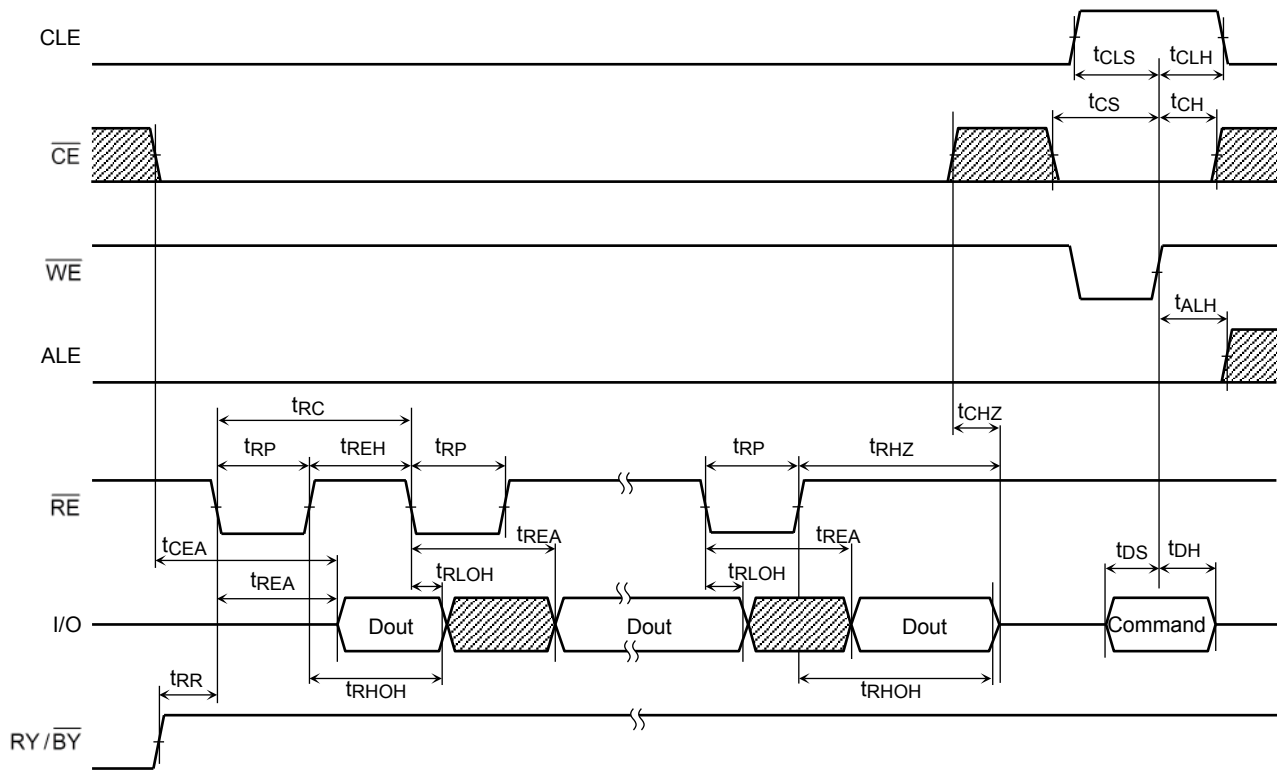 CLE
tCLS tCLH
tCS tCH
CE
WE
tALH
ALE
tRC
tCHZ
tRP tREH tRP tRP tRHZ
RE
tCEA tREA tREA tDS tDH
tREA tRLOH tRLOH
I/O Dout Dout Dout Command
tRR tRHOH tRHOH
RY/BY